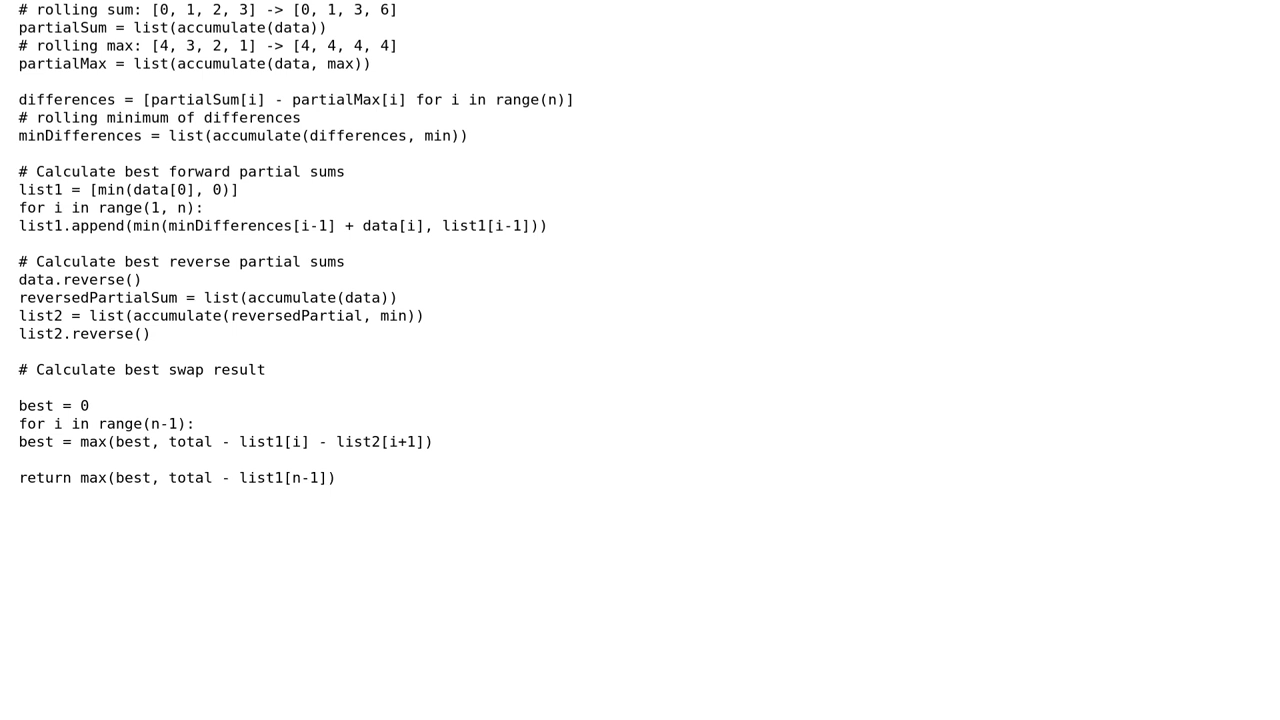 # rolling sum: [0, 1, 2, 3] -> [0, 1, 3, 6]
partialSum = list(accumulate(data))
# rolling max: [4, 3, 2, 1] -> [4, 4, 4, 4]
partialMax = list(accumulate(data, max))
differences = [partialSum[i] - partialMax[i] for i in range(n)]
# rolling minimum of differences
minDifferences = list(accumulate(differences, min))
# Calculate best forward partial sums
list1 = [min(data[0], 0)]
for i in range(1, n):
list1.append(min(minDifferences[i-1] + data[i], list1[i-1]))
# Calculate best reverse partial sums
data.reverse()
reversedPartialSum = list(accumulate(data))
list2 = list(accumulate(reversedPartial, min))
list2.reverse()
# Calculate best swap result
best = 0
for i in range(n-1):
best = max(best, total - list1[i] - list2[i+1])
return max(best, total - list1[n-1])